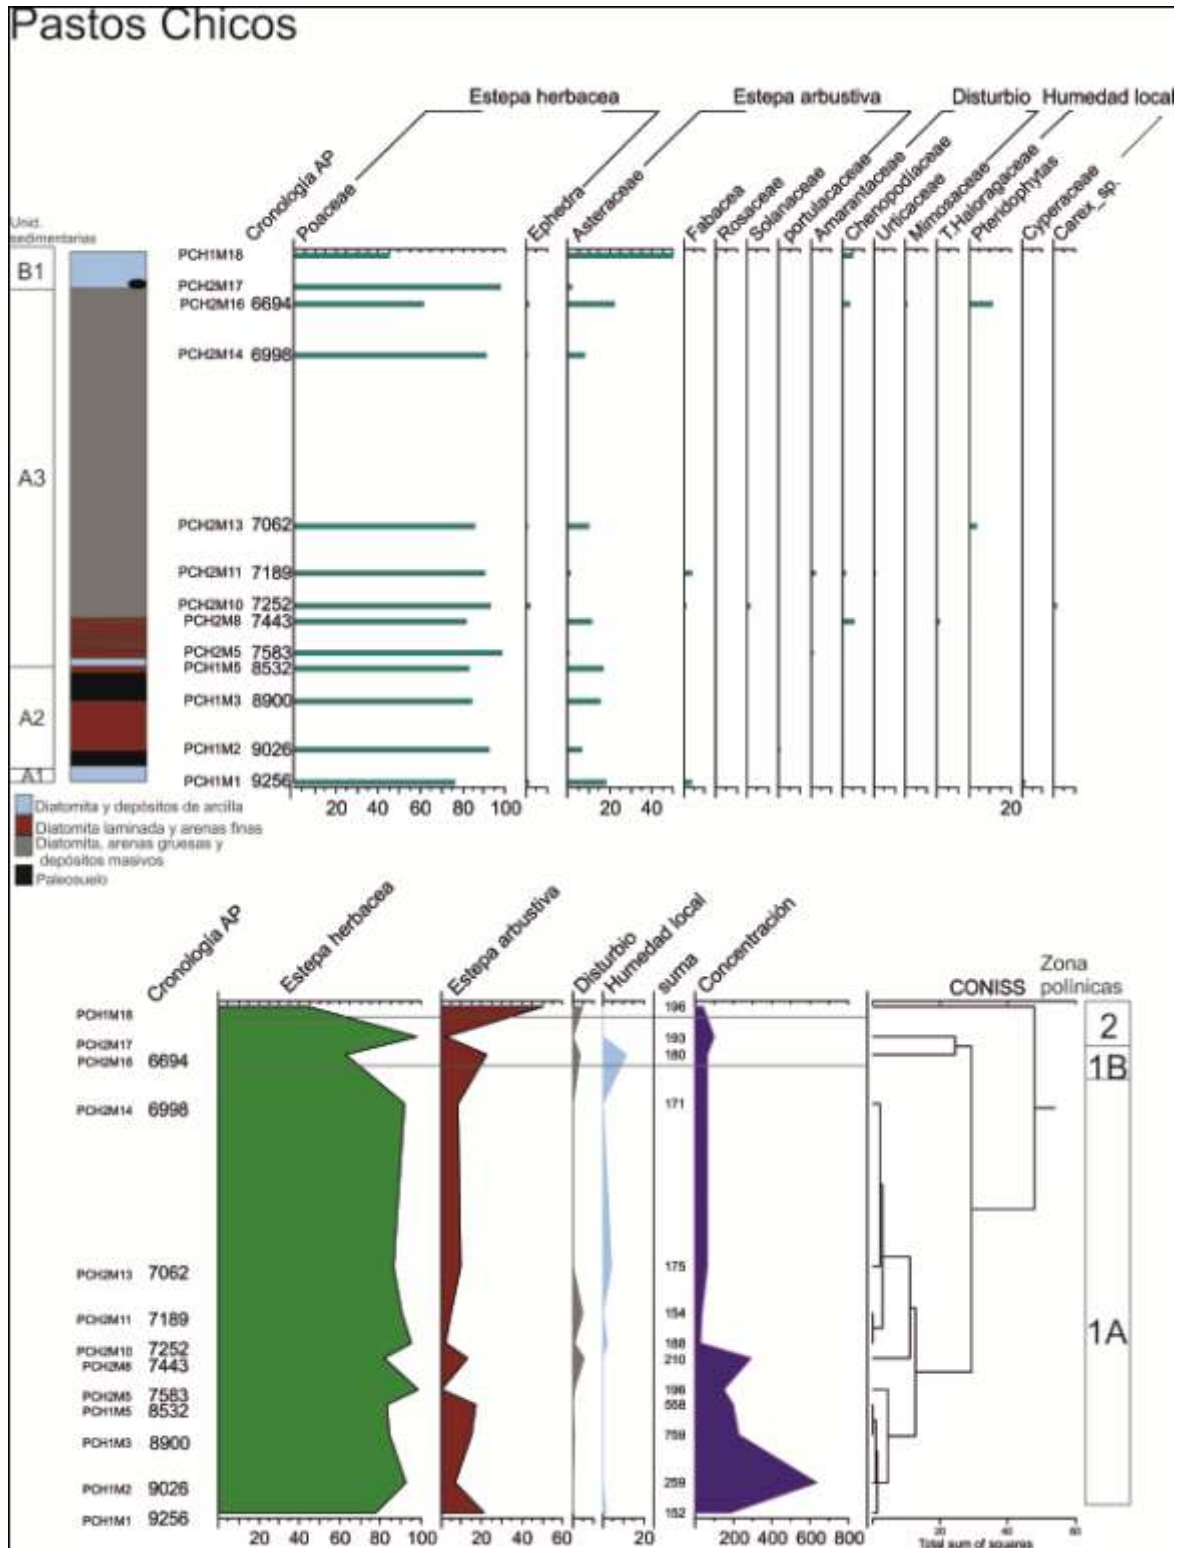 Pastos Chicos
Estepa herbacea Estepa arbustiva Disturbio Humedad local
Cronología AP Poaceae Ephedra Asteraceae Fabacea Rosaceae Solanaceae portulacaceae Amarantaceae Chenopodíaceae Urticaceae Mimosaceae T.Haloragaceae Pteridophytas Cyperaceae Carex_sp.
Unid. sedimentarias
B1
A3
A2
A1
PCH1M18
PCH2M17
PCH2M16 6694
PCH2M14 6998
PCH2M13 7062
PCH2M11 7189
PCH2M10 7252
PCH2M8 7443
PCH2M5 7583
PCH1M5 8532
PCH1M3 8900
PCH1M2 9026
PCH1M1 9256
20 40 60 80 100 20 40 20
Diatomita y depósitos de arcilla
Diatomita laminada y arenas finas
Diatomita, arenas gruesas y
depósitos masivos
Paleosuelo
Cronología AP Estepa herbacea Estepa arbustiva Disturbio Humedad local suma Concentración
CONISS
Zona
polínicas
PCH1M18 196
PCH2M17 193
PCH2M16 6694 180
PCH2M14 6998 171
PCH2M13 7062 175
PCH2M11 7189 154
PCH2M10 7252 188
PCH2M8 7443 210
PCH2M5 7583 196
PCH1M5 8532 558
PCH1M3 8900 759
PCH1M2 9026 259
PCH1M1 9256 152
2
1B
1A
20 40 60 80 100 20 40 60 20 200 400 600 800 20 40 60
Total sum of squares